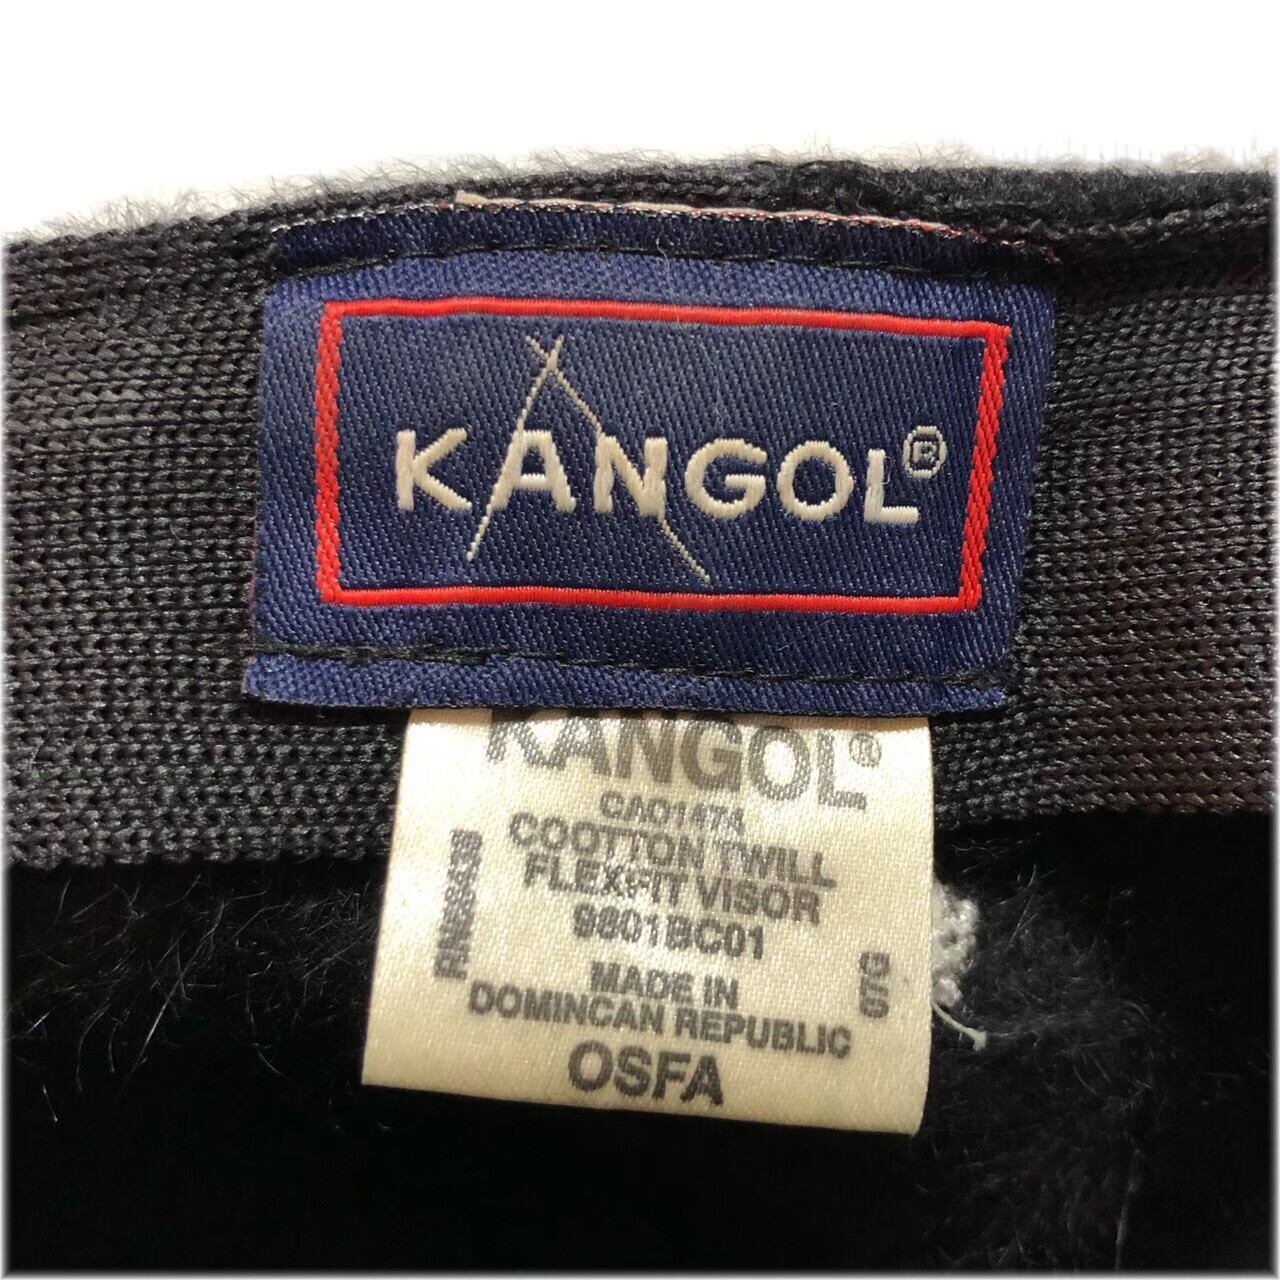 KANGOL®
KANGOL®
CA01474
COOTTON TWILL
FLEXFIT VISOR
9801BC01
MADE IN
DOMINCAN REPUBLIC
OSFA